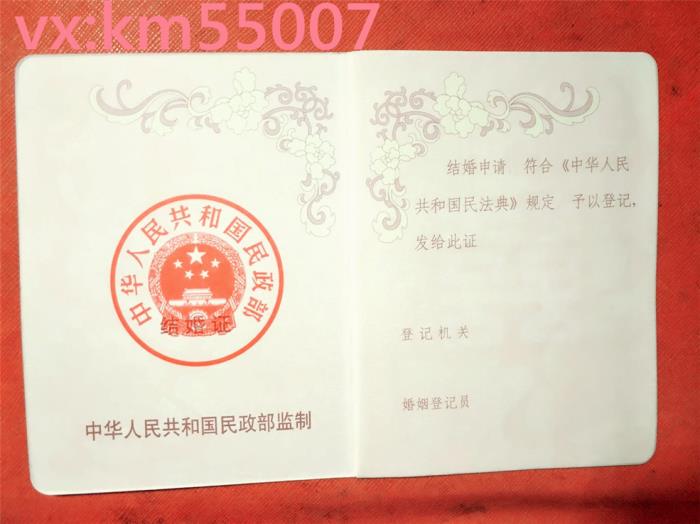 vx:km55007
中华人民共和国民政部
结婚证
中华人民共和国民政部监制
结婚申请 符合《中华人民
共和国民法典》规定 予以登记,
发给此证
登记机关
婚姻登记员